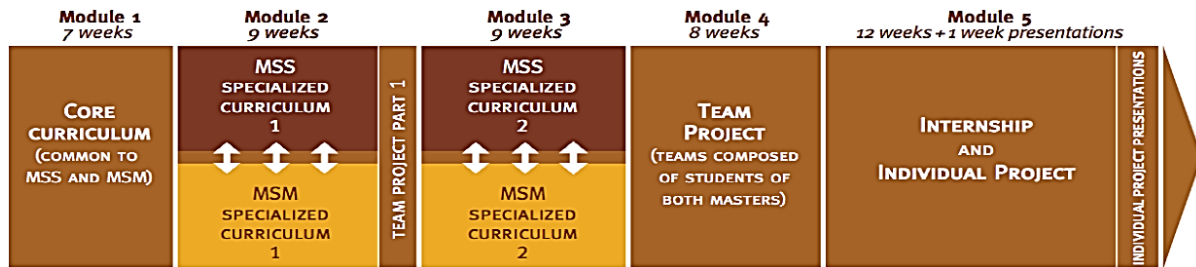 Module 1
7 weeks
Module 2
9 weeks
Module 3
9 weeks
Module 4
8 weeks
Module 5
12 weeks + 1 week presentations
CORE
CURRICULUM
(COMMON TO
MSS AND MSM)
MSS
SPECIALIZED
CURRICULUM
1
MSM
SPECIALIZED
CURRICULUM
1
TEAM PROJECT PART 1
MSS
SPECIALIZED
CURRICULUM
2
MSM
SPECIALIZED
CURRICULUM
2
TEAM
PROJECT
(TEAMS COMPOSED
OF STUDENTS OF
BOTH MASTERS)
INTERNSHIP
AND
INDIVIDUAL PROJECT
INDIVIDUAL PROJECT PRESENTATIONS